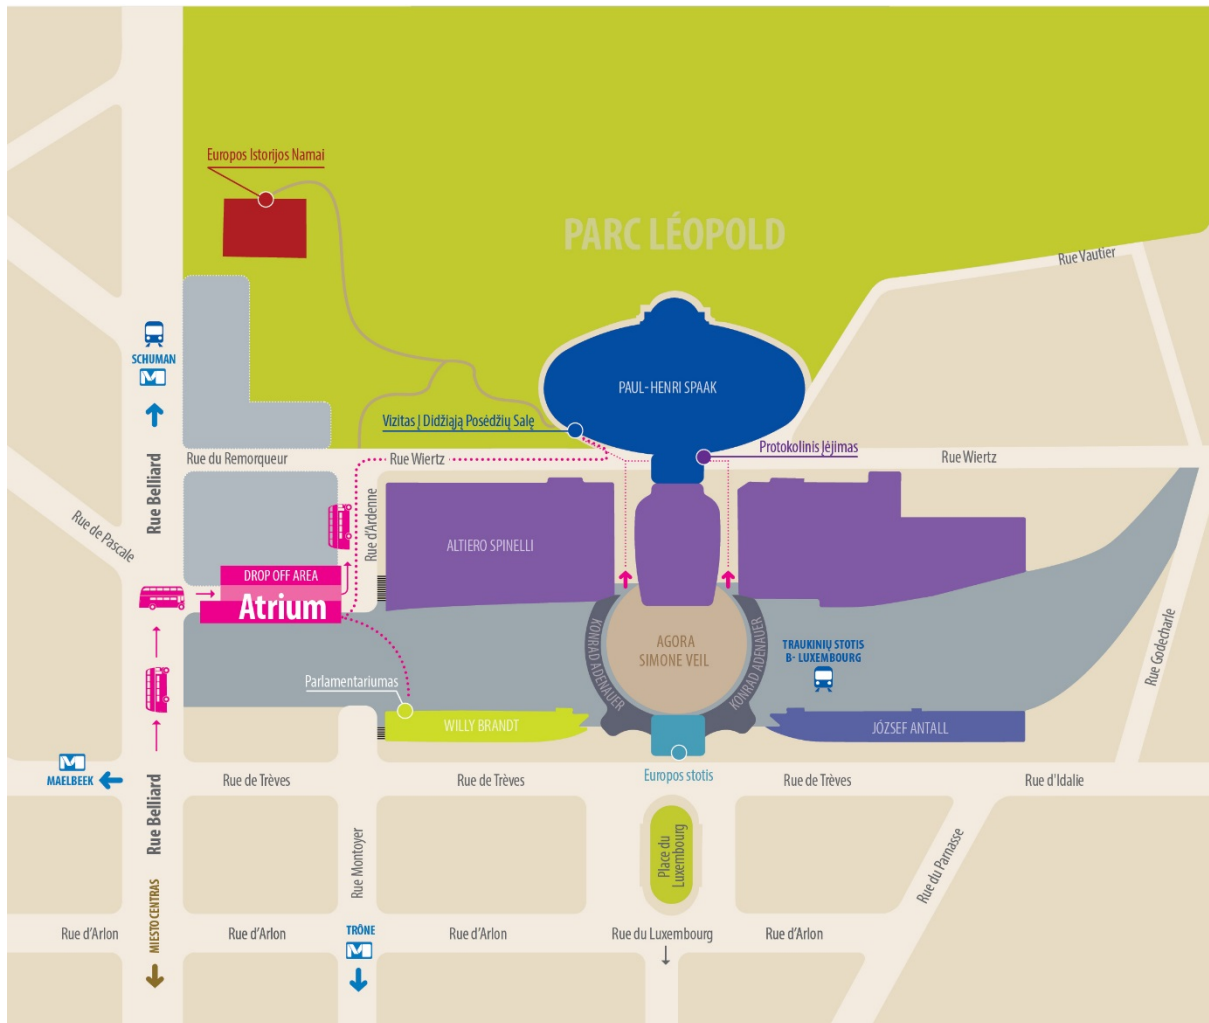 Europos Istorijos Namai
PARC LÉOPOLD
Rue Vautier
SCHUMAN
M
PAUL-HENRI SPAAK
Vizitas Į Didžiąją Posėdžių Salę
Protokolinis Įėjimas
Rue du Remorqueur
Rue Wiertz
Rue Wiertz
Rue Belliard
Rue de Pascale
Rue d'Ardenne
ALTIERO SPINELLI
DROP OFF AREA
Atrium
KONRAD ADENAUER
AGORA
SIMONE VEIL
KONRAD ADENAUER
TRAUKINIŲ STOTIS
B- LUXEMBOURG
Rue Godecharle
Parlamentariumas
WILLY BRANDT
JÓZSEF ANTALL
M
MAELBEEK
Rue Belliard
Rue de Trèves
Rue de Trèves
Europos stotis
Rue de Trèves
Rue d'Idalie
Rue Montoyer
Place du
Luxembourg
Rue du Parnasse
MIESTO CENTRAS
Rue d'Arlon
Rue d'Arlon
TRÔNE
M
Rue d'Arlon
Rue du Luxembourg
Rue d'Arlon